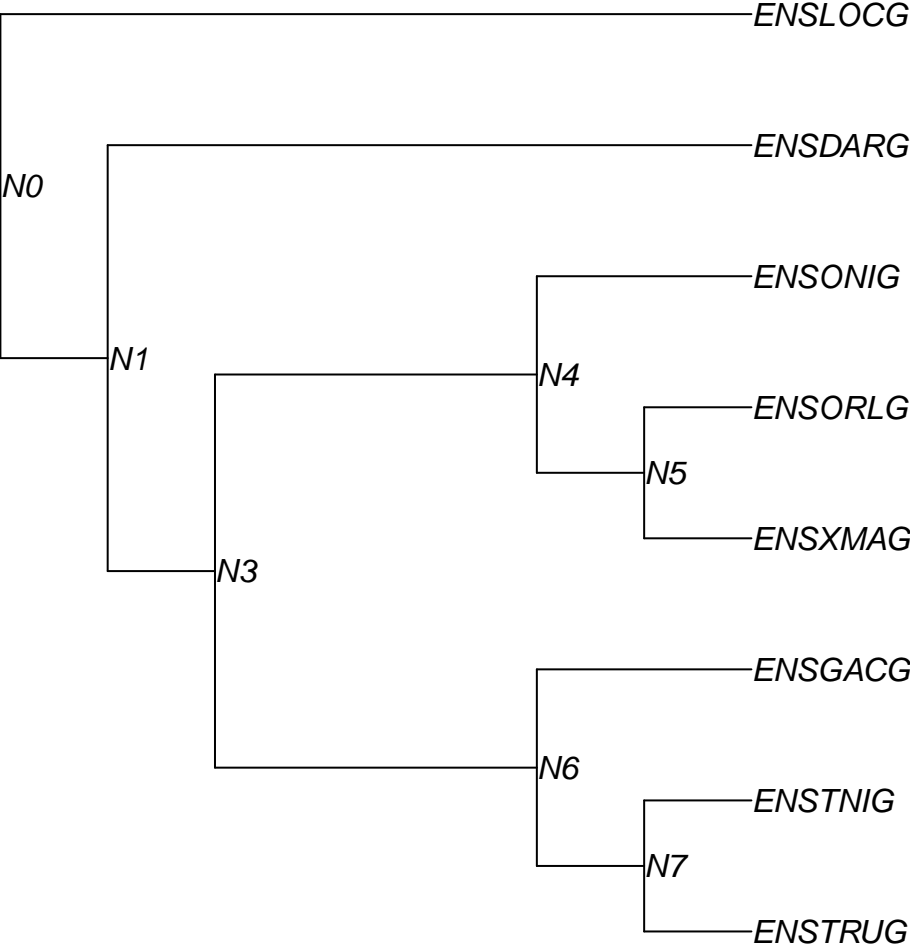 ENSLOCG
ENSDARG
N0
ENSONIG
N1
N4
ENSORLG
N5
ENSXMAG
N3
ENSGACG
N6
ENSTNIG
N7
ENSTRUG